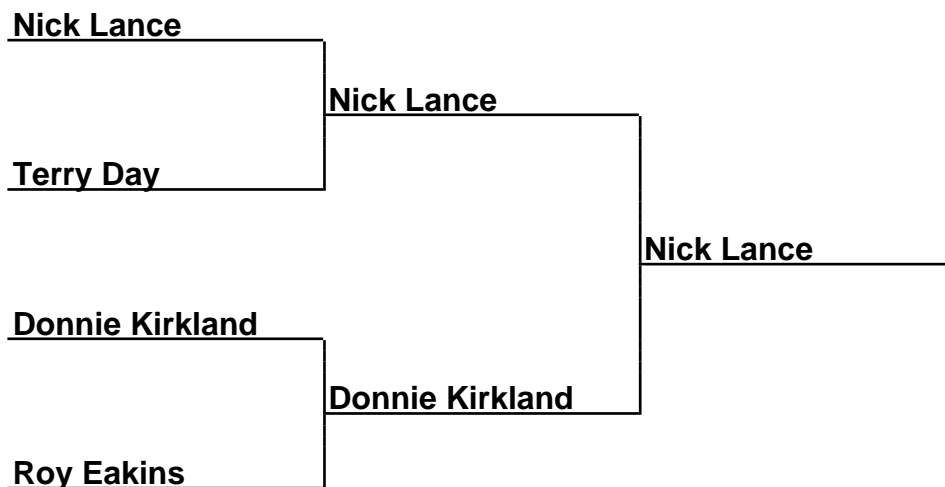 Nick Lance
Nick Lance
Terry Day
Nick Lance
Donnie Kirkland
Donnie Kirkland
Roy Eakins